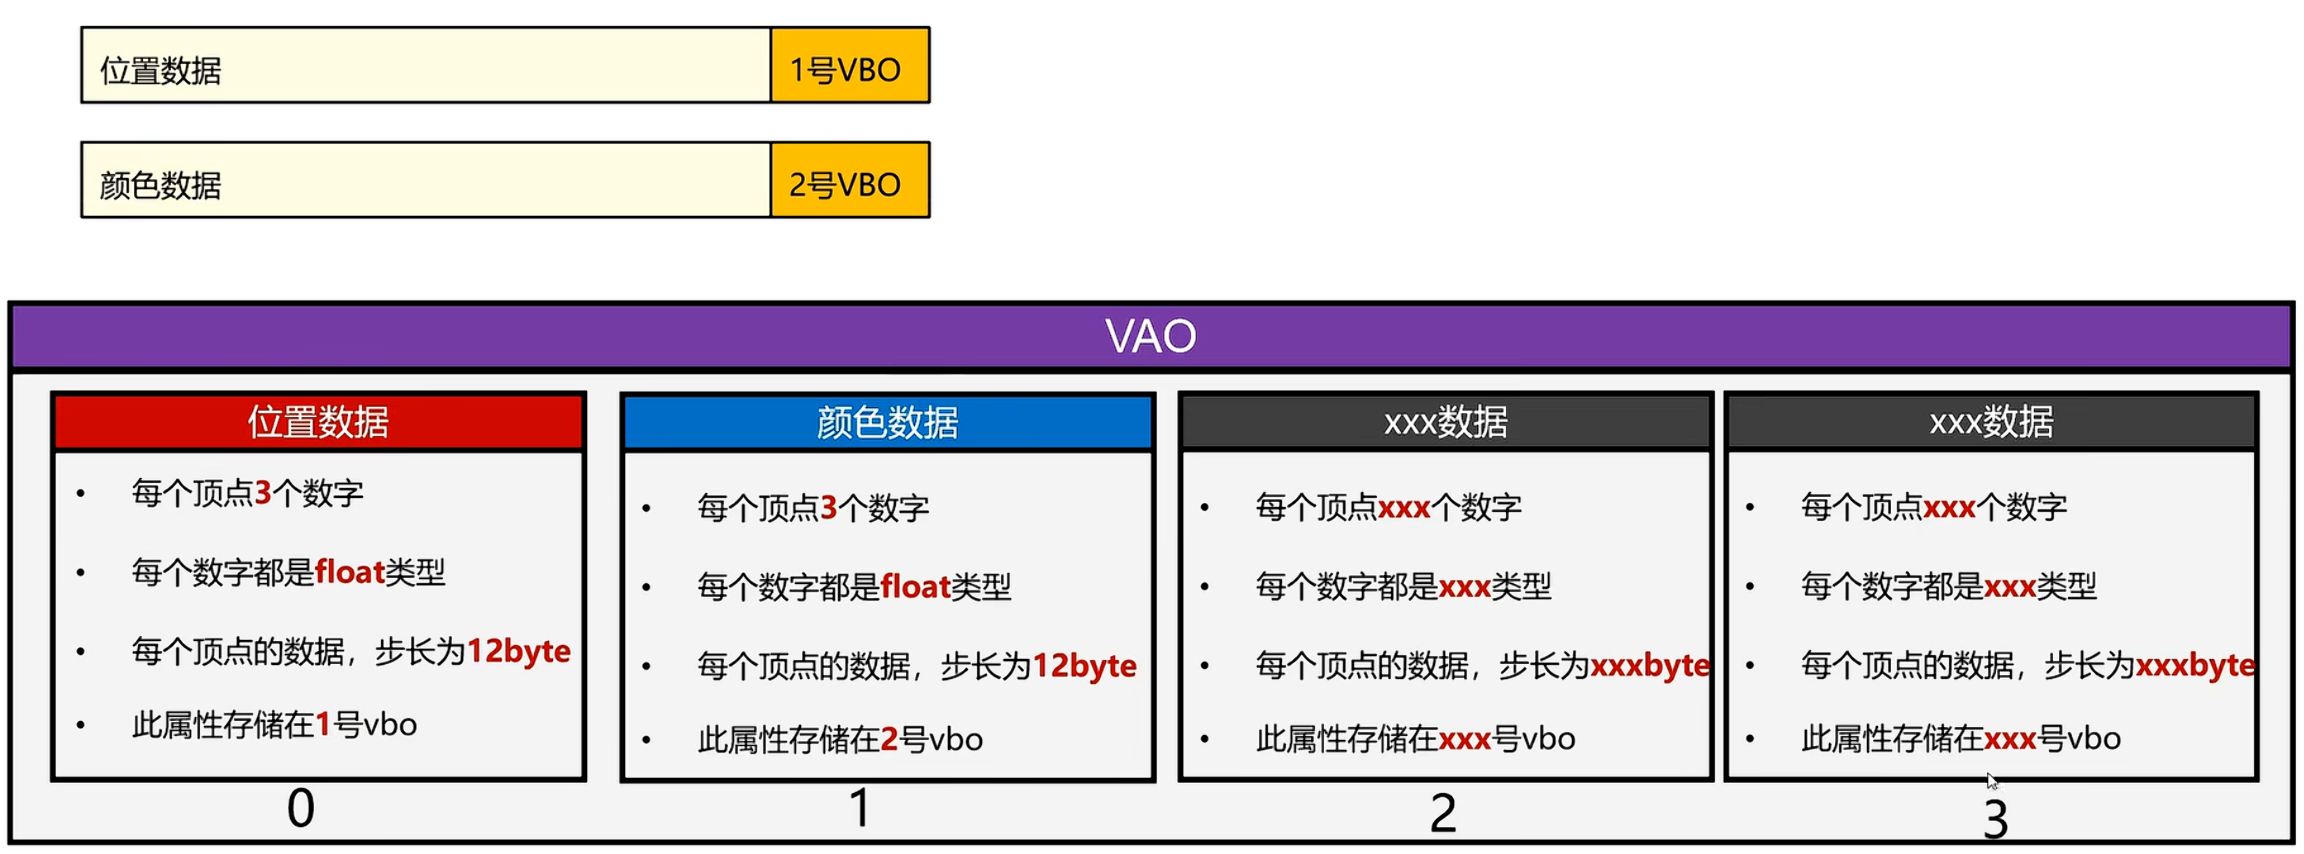 位置数据
1号VBO
颜色数据
2号VBO
VAO
位置数据
• 每个顶点3个数字
• 每个数字都是float类型
• 每个顶点的数据，步长为12byte
• 此属性存储在1号vbo
0
颜色数据
• 每个顶点3个数字
• 每个数字都是float类型
• 每个顶点的数据，步长为12byte
• 此属性存储在2号vbo
1
xxx数据
• 每个顶点xxx个数字
• 每个数字都是xxx类型
• 每个顶点的数据，步长为xxxbyte
• 此属性存储在xxx号vbo
2
xxx数据
• 每个顶点xxx个数字
• 每个数字都是xxx类型
• 每个顶点的数据，步长为xxxbyte
• 此属性存储在xxx号vbo
3